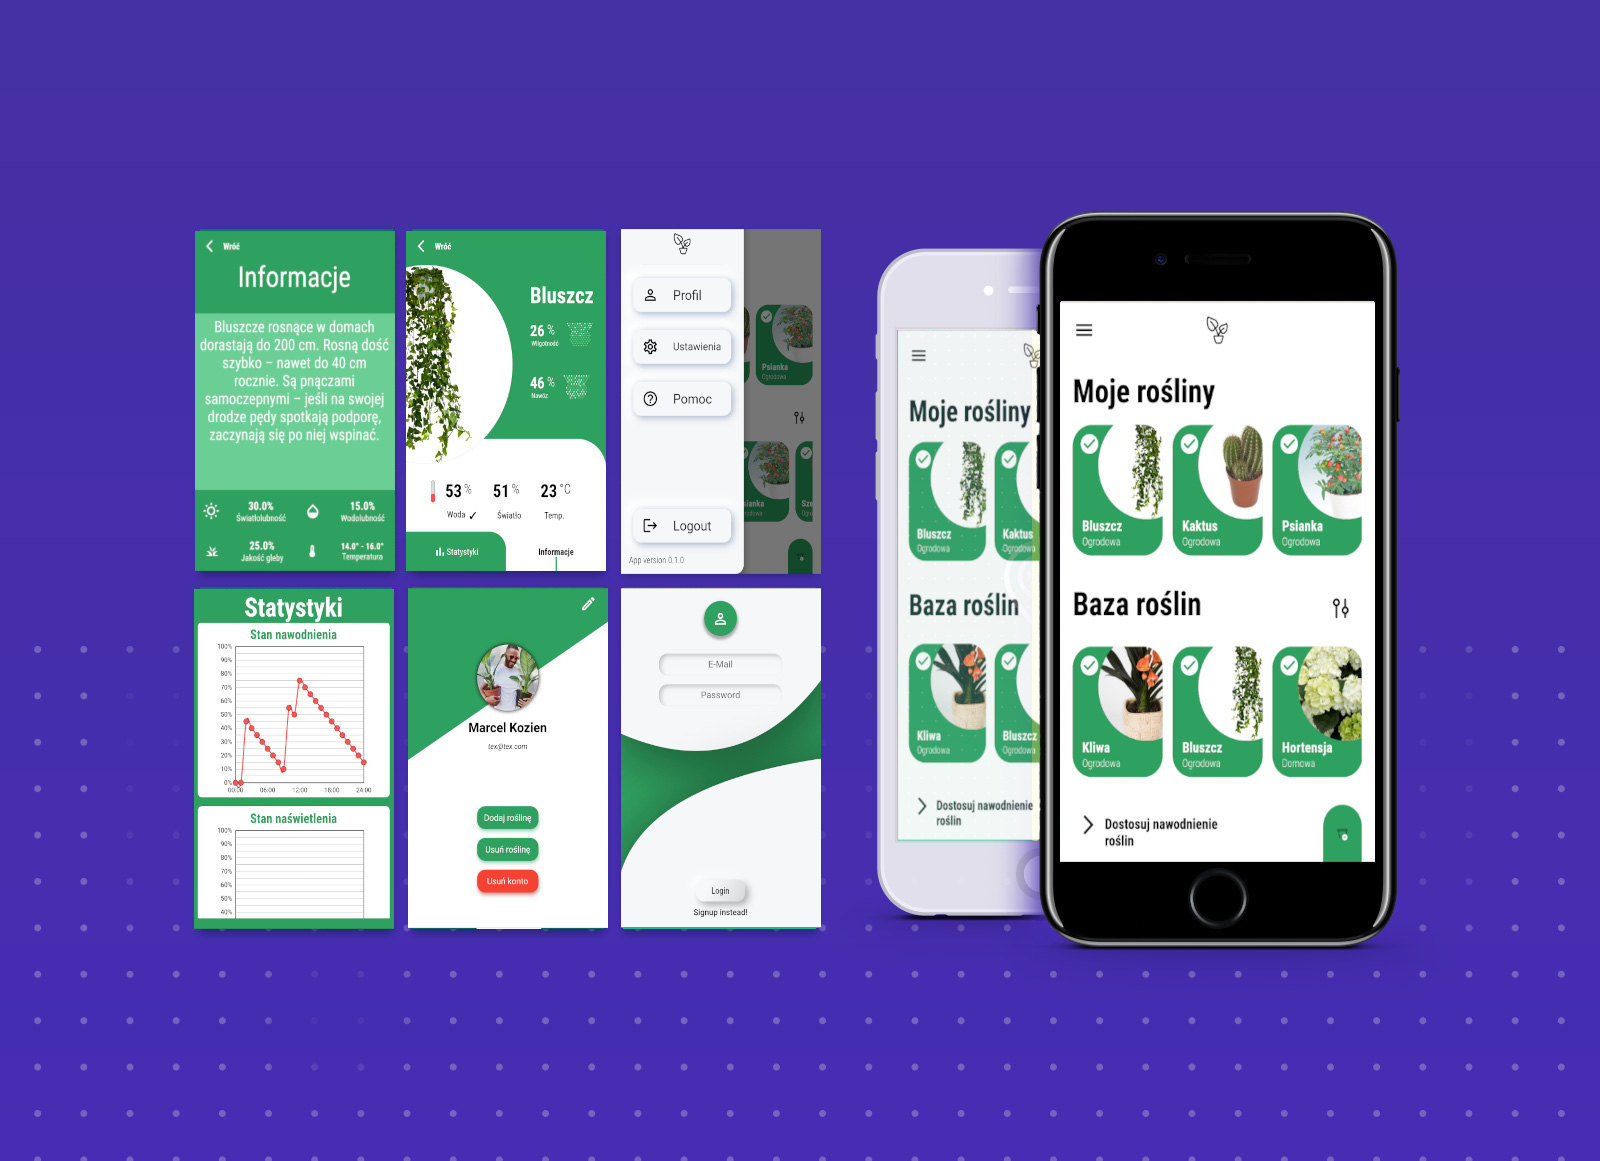 Wróć
Informacje
Bluszcze rosnące w domach
dorastają do 200 cm. Rosną dość
szybko – nawet do 40 cm
rocznie. Są pnączami
samoczepnymi – jeśli na swojej
drodze pędy spotkają podporę,
zaczynają się po niej wspinać.
30.0%
Światłolubność
15.0%
Wodolubność
25.0%
Jakość gleby
14.0° - 16.0°
Temperatura
Wróć
Bluszcz
26 %
Wilgotność
46 %
Nawóz
53 %
Woda
51 %
Światło
23 °C
Temp.
Statystyki
Informacje
Profil
Ustawienia
Pomoc
Logout
App version 0.1.0
Psianka
Ogrodowa
Statystyki
Stan nawodnienia
100%
90%
80%
70%
60%
50%
40%
30%
20%
10%
0%
00:00 06:00 12:00 18:00 24:00
Stan naświetlenia
100%
90%
80%
70%
60%
50%
40%
Marcel Kozien
tex@tex.com
Dodaj roślinę
Usuń roślinę
Usuń konto
E-Mail
Password
Login
Signup instead!
Moje rośliny
Bluszcz
Ogrodowa
Kaktus
Ogrodowa
Baza roślin
Kliwa
Ogrodowa
Bluszcz
Ogrodowa
Dostosuj nawodnienie
roślin
Moje rośliny
Bluszcz
Ogrodowa
Kaktus
Ogrodowa
Psianka
Ogrodowa
Baza roślin
Kliwa
Ogrodowa
Bluszcz
Ogrodowa
Hortensja
Domowa
Dostosuj nawodnienie
roślin